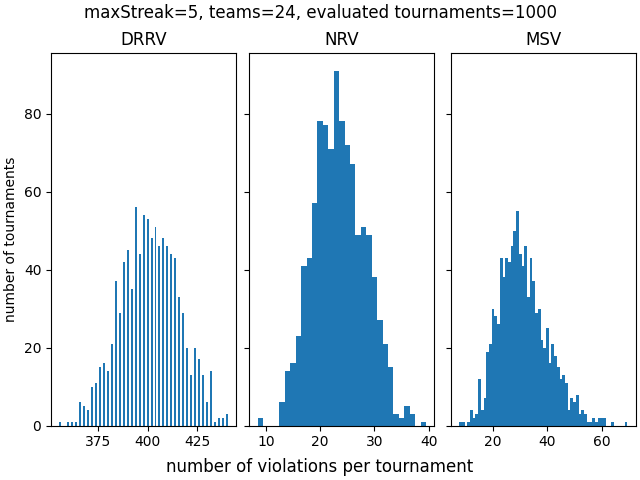 maxStreak=5, teams=24, evaluated tournaments=1000
DRRV
NRV
MSV
number of tournaments
80
60
40
20
0
375
400
425
10
20
30
40
20
40
60
number of violations per tournament